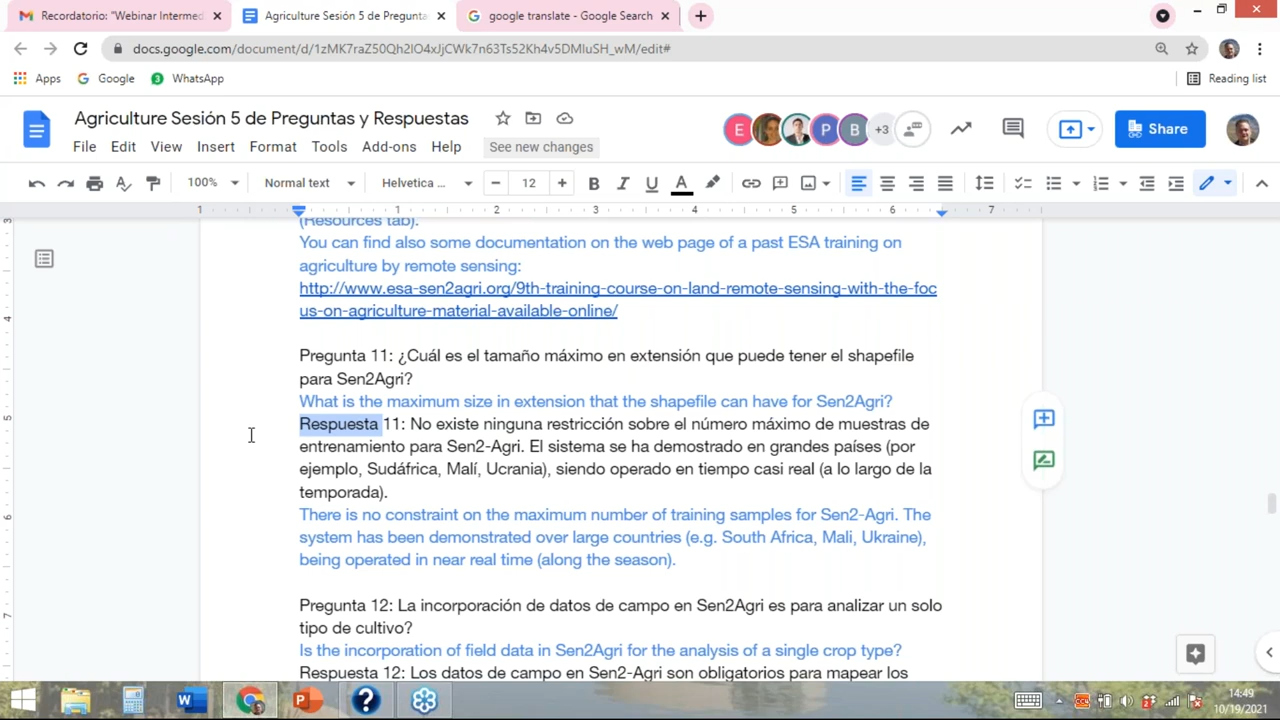 Recordatorio: "Webinar Intermed
Agriculture Sesión 5 de Pregunta
google translate - Google Search
docs.google.com/document/d/1zMK7raZ50Qh2lO4xJjCWk7n63Ts52Kh4v5DMluSH_wM/edit#
Apps
Google
WhatsApp
Reading list
Agriculture Sesión 5 de Preguntas y Respuestas
E
P
B
+3
Share
File Edit View Insert Format Tools Add-ons Help See new changes
100% Normal text Helvetica ... 12 B I U A
1 1 2 3 4 5 6 7
(Resources tab).
You can find also some documentation on the web page of a past ESA training on
agriculture by remote sensing:
http://www.esa-sen2agri.org/9th-training-course-on-land-remote-sensing-with-the-foc
us-on-agriculture-material-available-online/
Pregunta 11: ¿Cuál es el tamaño máximo en extensión que puede tener el shapefile
para Sen2Agri?
What is the maximum size in extension that the shapefile can have for Sen2Agri?
Respuesta 11: No existe ninguna restricción sobre el número máximo de muestras de
entrenamiento para Sen2-Agri. El sistema se ha demostrado en grandes países (por
ejemplo, Sudáfrica, Malí, Ucrania), siendo operado en tiempo casi real (a lo largo de la
temporada).
There is no constraint on the maximum number of training samples for Sen2-Agri. The
system has been demonstrated over large countries (e.g. South Africa, Mali, Ukraine),
being operated in near real time (along the season).
Pregunta 12: La incorporación de datos de campo en Sen2Agri es para analizar un solo
tipo de cultivo?
Is the incorporation of field data in Sen2Agri for the analysis of a single crop type?
Respuesta 12: Los datos de campo en Sen2-Agri son obligatorios para mapear los
14:49
10/19/2021